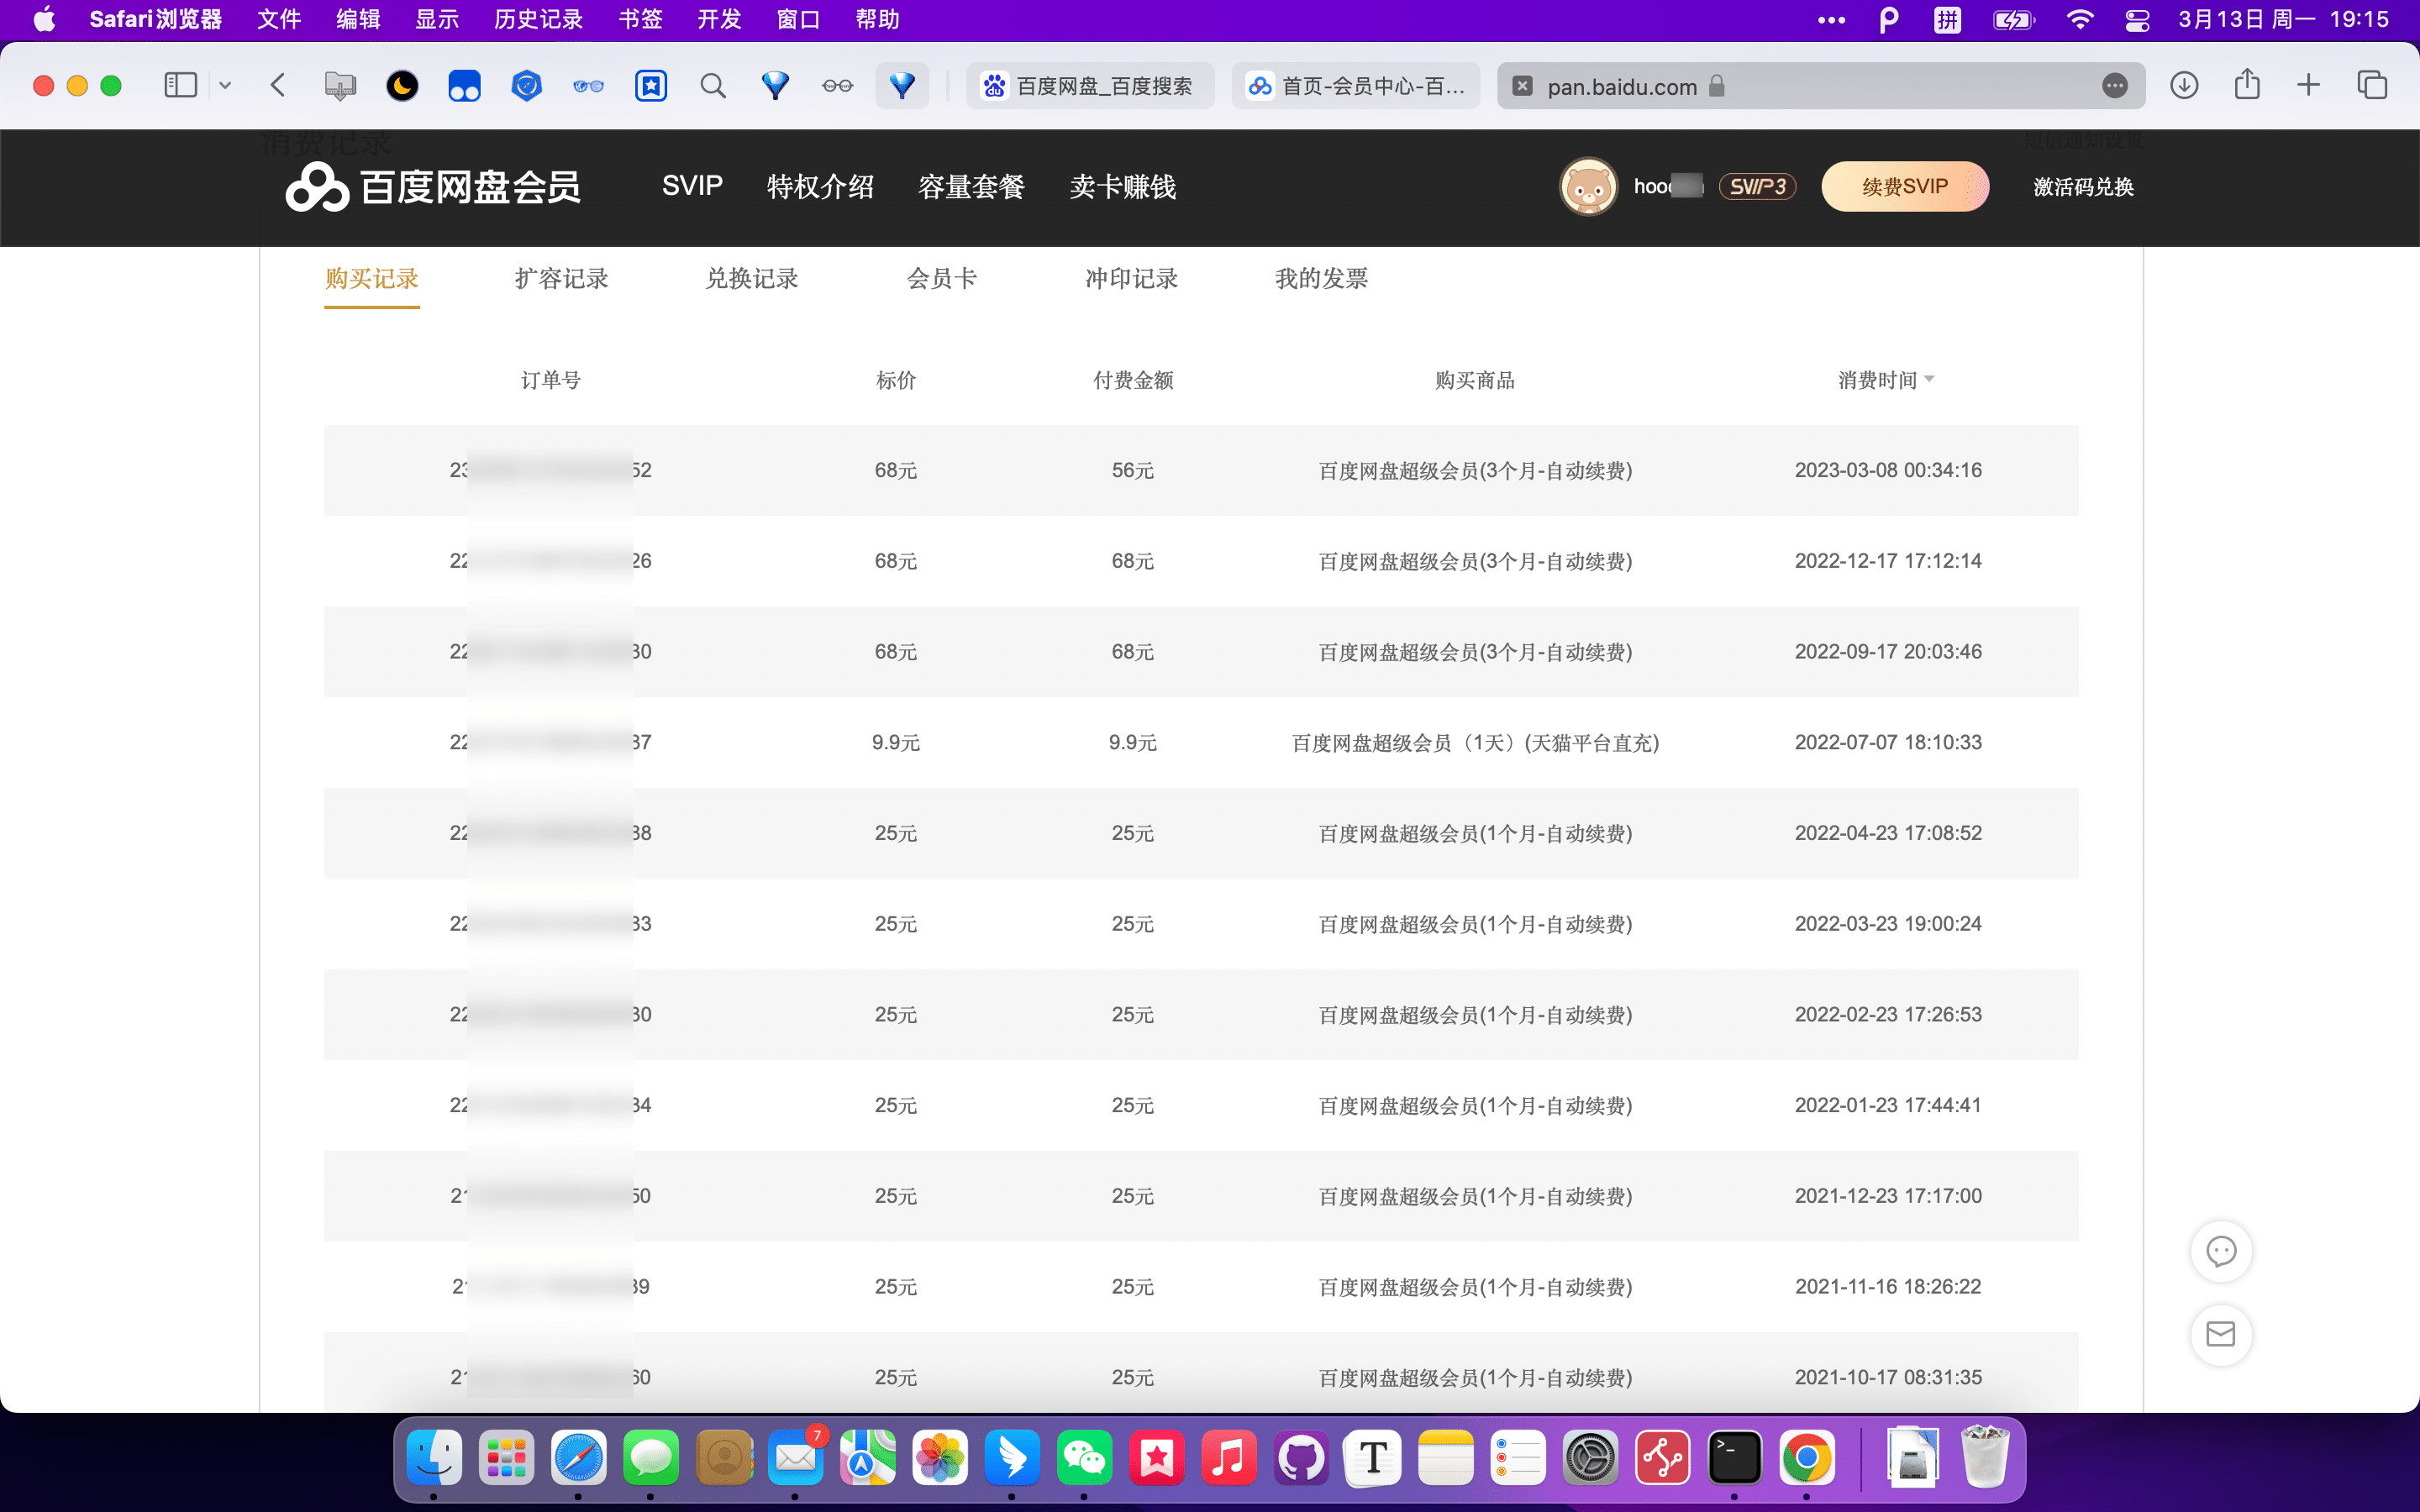 Safari浏览器 文件 编辑 显示 历史记录 书签 开发 窗口 帮助 拼 3月13日 周一 19:15
百度网盘_百度搜索 首页-会员中心-百... pan.baidu.com
消费记录 短信通知设置
百度网盘会员 SVIP 特权介绍 容量套餐 卖卡赚钱 hoo SVIP3 续费SVIP 激活码兑换
购买记录 扩容记录 兑换记录 会员卡 冲印记录 我的发票
订单号 标价 付费金额 购买商品 消费时间
23 52 68元 56元 百度网盘超级会员(3个月-自动续费) 2023-03-08 00:34:16
22 26 68元 68元 百度网盘超级会员(3个月-自动续费) 2022-12-17 17:12:14
22 30 68元 68元 百度网盘超级会员(3个月-自动续费) 2022-09-17 20:03:46
22 37 9.9元 9.9元 百度网盘超级会员（1天）(天猫平台直充) 2022-07-07 18:10:33
22 38 25元 25元 百度网盘超级会员(1个月-自动续费) 2022-04-23 17:08:52
22 33 25元 25元 百度网盘超级会员(1个月-自动续费) 2022-03-23 19:00:24
22 30 25元 25元 百度网盘超级会员(1个月-自动续费) 2022-02-23 17:26:53
22 34 25元 25元 百度网盘超级会员(1个月-自动续费) 2022-01-23 17:44:41
21 50 25元 25元 百度网盘超级会员(1个月-自动续费) 2021-12-23 17:17:00
21 39 25元 25元 百度网盘超级会员(1个月-自动续费) 2021-11-16 18:26:22
21 60 25元 25元 百度网盘超级会员(1个月-自动续费) 2021-10-17 08:31:35
7